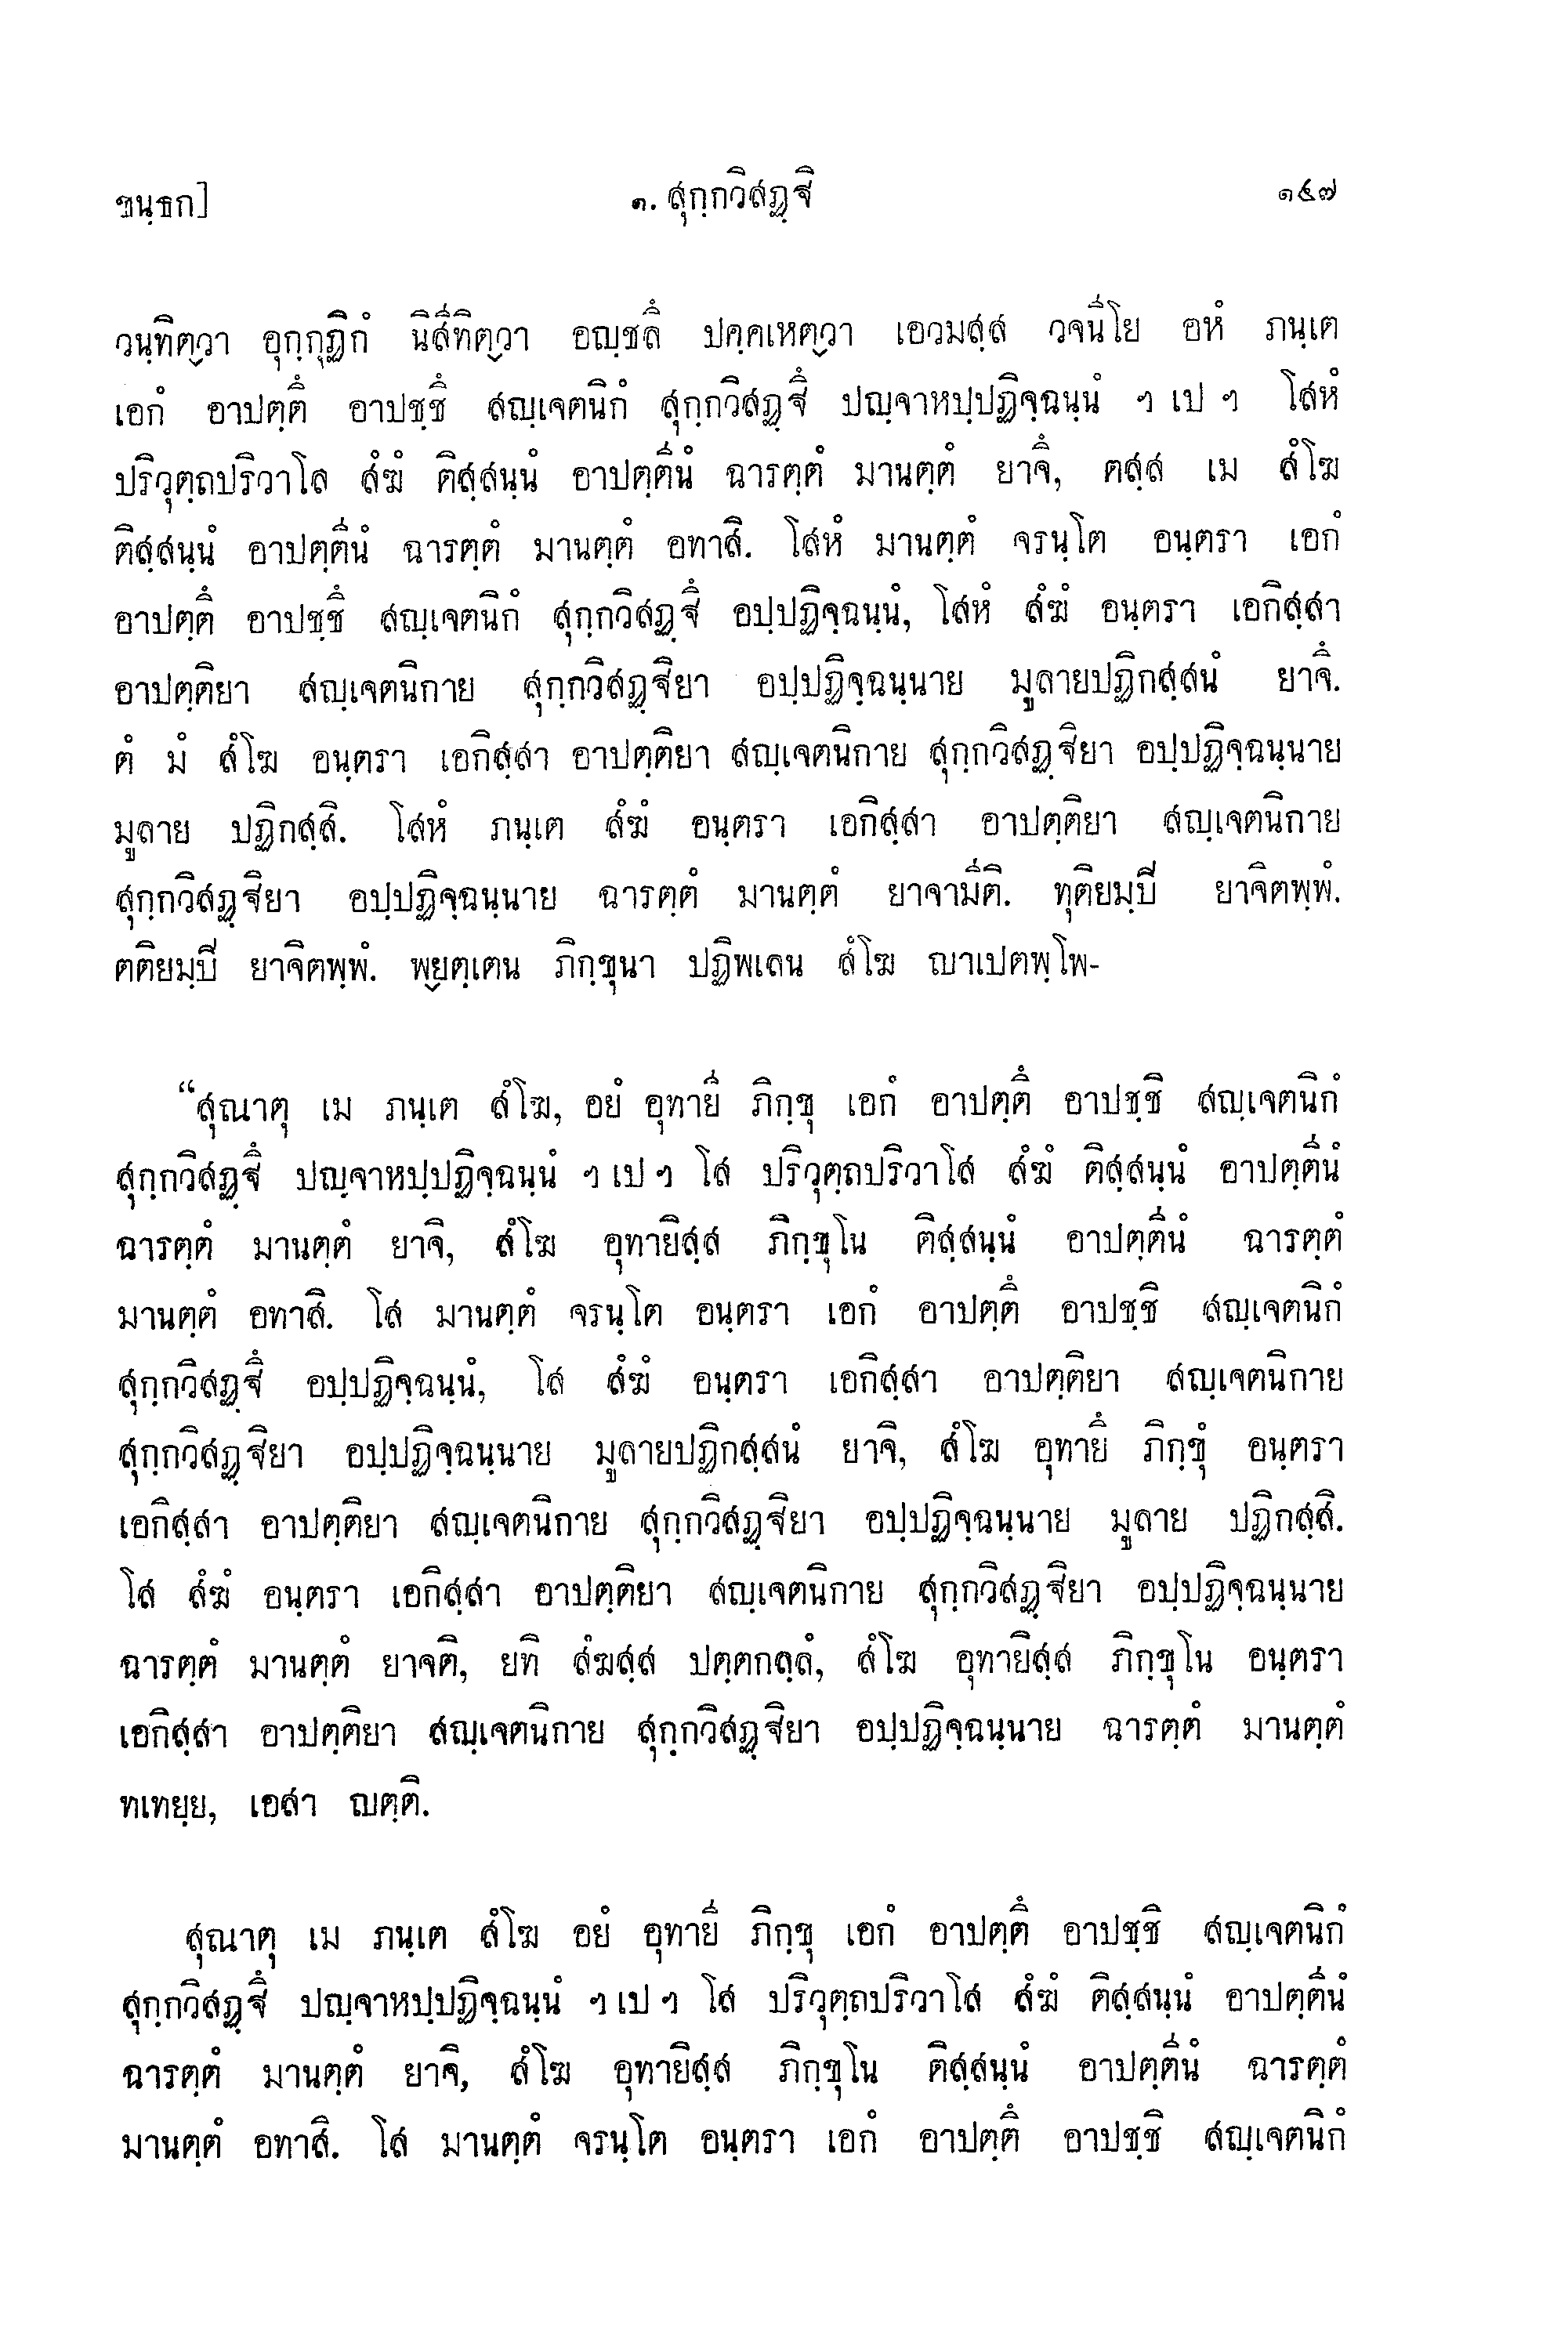 ขนฺธก] ๑. สุกฺกวิสฏฺฐิ ๑๕๗
วนฺทิตฺวา อุกฺกุฏิกํ นิสีทิตฺวา อญฺชลึ ปคฺคเหตฺวา เอวมสฺส วจนีโย อหํ ภนฺเต
เอกํ อาปตฺตึ อาปชฺชึ สญฺเจตนิกํ สุกฺกวิสฏฺฐึ ปญฺจาหปฺปฏิจฺฉนฺนํ ฯ เป ฯ โสหํ
ปริวุตฺถปริวาโส สํฆํ ติสฺสนฺนํ อาปตฺตีนํ ฉารตฺตํ มานตฺตํ ยาจึ, ตสฺส เม สํโฆ
ติสฺสนฺนํ อาปตฺตีนํ ฉารตฺตํ มานตฺตํ อทาสิ. โสหํ มานตฺตํ จรนฺโต อนฺตรา เอกํ
อาปตฺตึ อาปชฺชึ สญฺเจตนิกํ สุกฺกวิสฏฺฐึ อปฺปฏิจฺฉนฺนํ, โสหํ สํฆํ อนฺตรา เอกิสฺสา
อาปตฺติยา สญฺเจตนิกาย สุกฺกวิสฏฺฐิยา อปฺปฏิจฺฉนฺนาย มูลายปฏิกสฺสนํ ยาจึ.
ตํ มํ สํโฆ อนฺตรา เอกิสฺสา อาปตฺติยา สญฺเจตนิกาย สุกฺกวิสฏฺฐิยา อปฺปฏิจฺฉนฺนาย
มูลาย ปฏิกสฺสิ. โสหํ ภนฺเต สํฆํ อนฺตรา เอกิสฺสา อาปตฺติยา สญฺเจตนิกาย
สุกฺกวิสฏฺฐิยา อปฺปฏิจฺฉนฺนาย ฉารตฺตํ มานตฺตํ ยาจามีติ. ทุติยมฺปี ยาจิตพฺพํ.
ตติยมฺปี ยาจิตพฺพํ. พฺยตฺเตน ภิกฺขุนา ปฏิพเลน สํโฆ ญาเปตพฺโพ-
“สุณาตุ เม ภนฺเต สํโฆ, อยํ อุทายี ภิกฺขุ เอกํ อาปตฺตึ อาปชฺชิ สญฺเจตนิกํ
สุกฺกวิสฏฺฐึ ปญฺจาหปฺปฏิจฺฉนฺนํ ฯ เป ฯ โส ปริวุตฺถปริวาโส สํฆํ ติสฺสนฺนํ อาปตฺตีนํ
ฉารตฺตํ มานตฺตํ ยาจิ, สํโฆ อุทายิสฺส ภิกฺขุโน ติสฺสนฺนํ อาปตฺตีนํ ฉารตฺตํ
มานตฺตํ อทาสิ. โส มานตฺตํ จรนฺโต อนฺตรา เอกํ อาปตฺตึ อาปชฺชิ สญฺเจตนิกํ
สุกฺกวิสฏฺฐึ อปฺปฏิจฺฉนฺนํ, โส สํฆํ อนฺตรา เอกิสฺสา อาปตฺติยา สญฺเจตนิกาย
สุกฺกวิสฏฺฐิยา อปฺปฏิจฺฉนฺนาย มูลายปฏิกสฺสนํ ยาจิ, สํโฆ อุทายึ ภิกฺขุํ อนฺตรา
เอกิสฺสา อาปตฺติยา สญฺเจตนิกาย สุกฺกวิสฏฺฐิยา อปฺปฏิจฺฉนฺนาย มูลาย ปฏิกสฺสิ.
โส สํฆํ อนฺตรา เอกิสฺสา อาปตฺติยา สญฺเจตนิกาย สุกฺกวิสฏฺฐิยา อปฺปฏิจฺฉนฺนาย
ฉารตฺตํ มานตฺตํ ยาจติ, ยทิ สํฆสฺส ปตฺตกลฺลํ, สํโฆ อุทายิสฺส ภิกฺขุโน อนฺตรา
เอกิสฺสา อาปตฺติยา สญฺเจตนิกาย สุกฺกวิสฏฺฐิยา อปฺปฏิจฺฉนฺนาย ฉารตฺตํ มานตฺตํ
ทเทยฺย, เอสา ญตฺติ.
สุณาตุ เม ภนฺเต สํโฆ อยํ อุทายี ภิกฺขุ เอกํ อาปตฺตึ อาปชฺชิ สญฺเจตนิกํ
สุกฺกวิสฏฺฐึ ปญฺจาหปฺปฏิจฺฉนฺนํ ฯ เป ฯ โส ปริวุตฺถปริวาโส สํฆํ ติสฺสนฺนํ อาปตฺตีนํ
ฉารตฺตํ มานตฺตํ ยาจิ, สํโฆ อุทายิสฺส ภิกฺขุโน ติสฺสนฺนํ อาปตฺตีนํ ฉารตฺตํ
มานตฺตํ อทาสิ. โส มานตฺตํ จรนฺโต อนฺตรา เอกํ อาปตฺตึ อาปชฺชิ สญฺเจตนิกํ